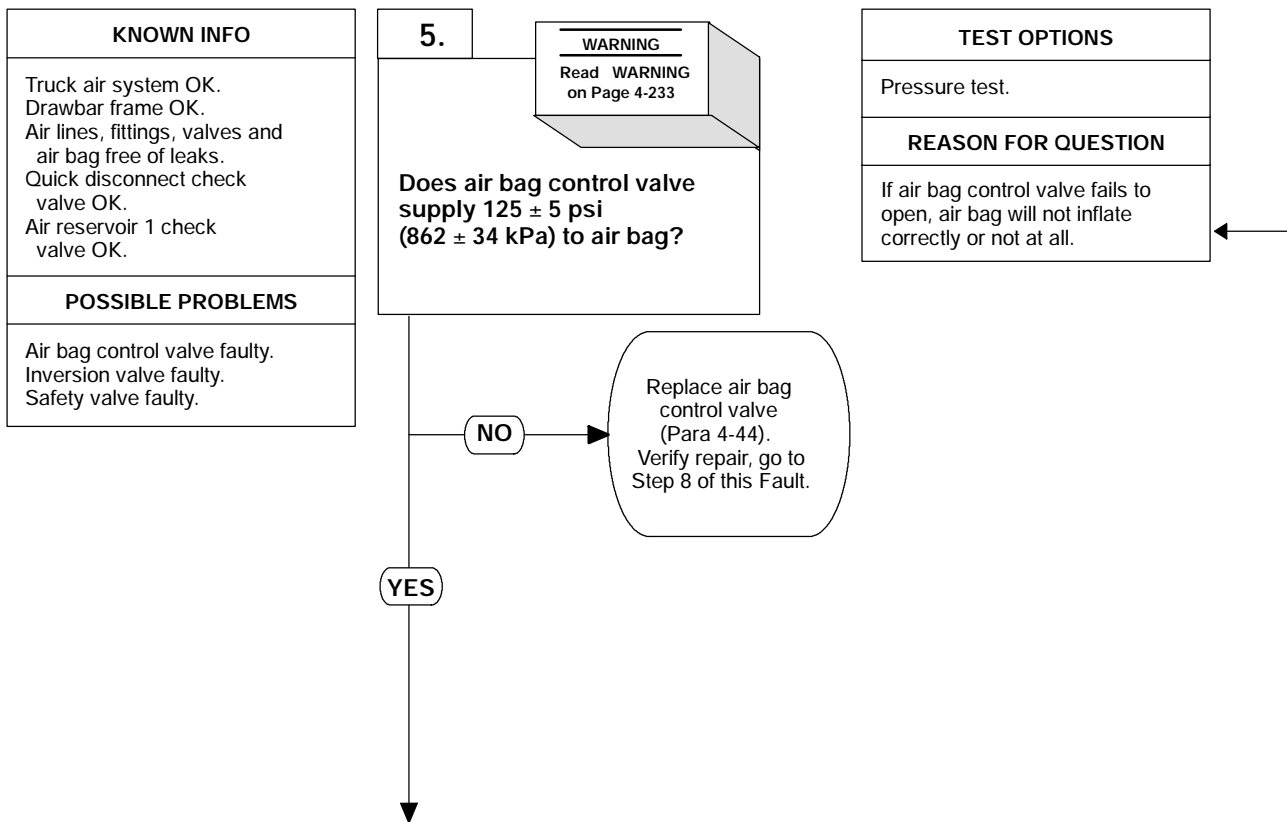 KNOWN INFO
Truck air system OK.
Drawbar frame OK.
Air lines, fittings, valves and
air bag free of leaks.
Quick disconnect check
valve OK.
Air reservoir 1 check
valve OK.
POSSIBLE PROBLEMS
Air bag control valve faulty.
Inversion valve faulty.
Safety valve faulty.
5.
WARNING
Read WARNING
on Page 4-233
Does air bag control valve
supply 125 ± 5 psi
(862 ± 34 kPa) to air bag?
TEST OPTIONS
Pressure test.
REASON FOR QUESTION
If air bag control valve fails to
open, air bag will not inflate
correctly or not at all.
NO
Replace air bag
control valve
(Para 4-44).
Verify repair, go to
Step 8 of this Fault.
YES